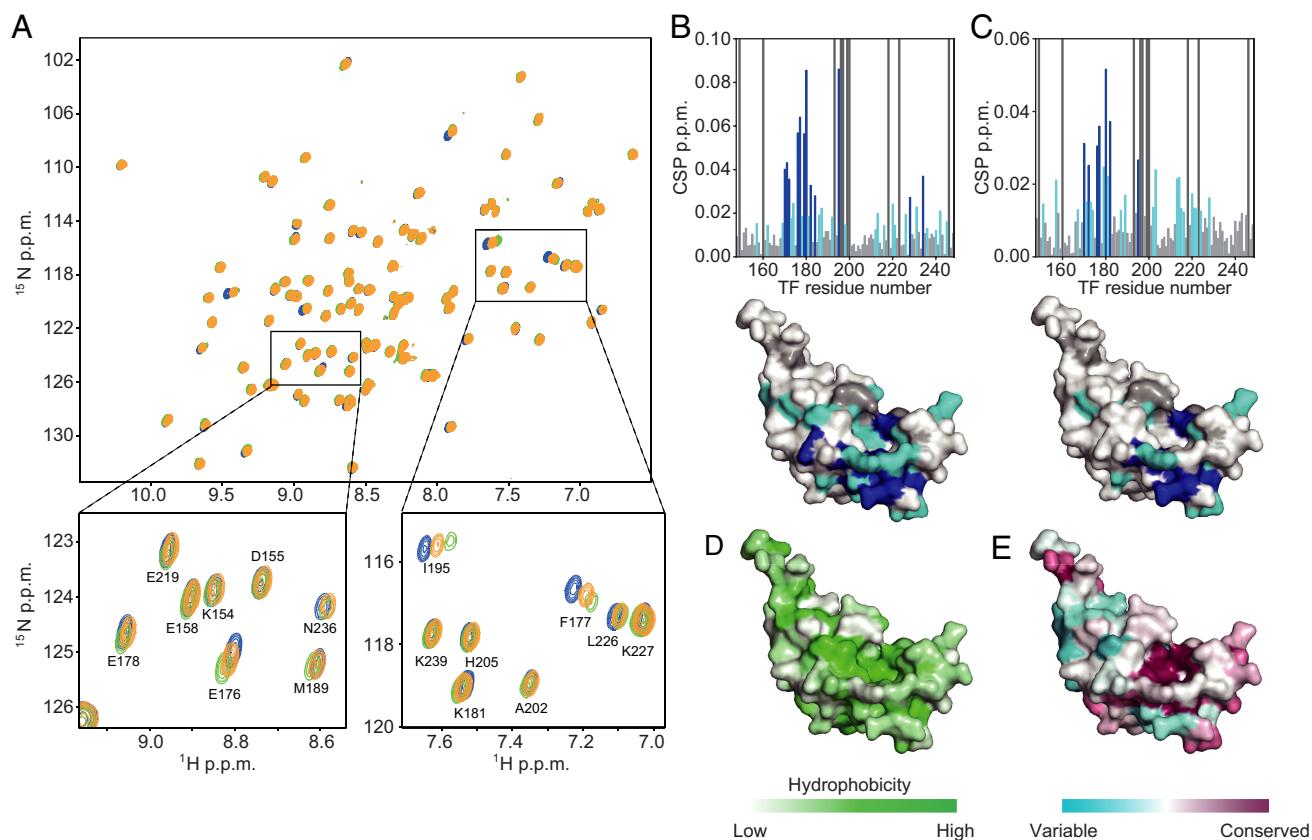 A
B
C
102
106
110
114
118
122
126
130
¹⁵N p.p.m.
10.0 9.5 9.0 8.5 8.0 7.5 7.0
123
124
125
126
¹⁵N p.p.m.
E219
D155
E158
K154
N236
E178
E176
M189
9.0 8.8 8.6
¹H p.p.m.
116
118
120
I195
F177
L226
K227
K239
H205
K181
A202
7.6 7.4 7.2 7.0
¹H p.p.m.
0.10
0.08
0.06
0.04
0.02
0.00
CSP p.p.m.
160 180 200 220 240
TF residue number
0.06
0.04
0.02
0.00
CSP p.p.m.
160 180 200 220 240
TF residue number
D
E
Hydrophobicity
Low High
Variable Conserved